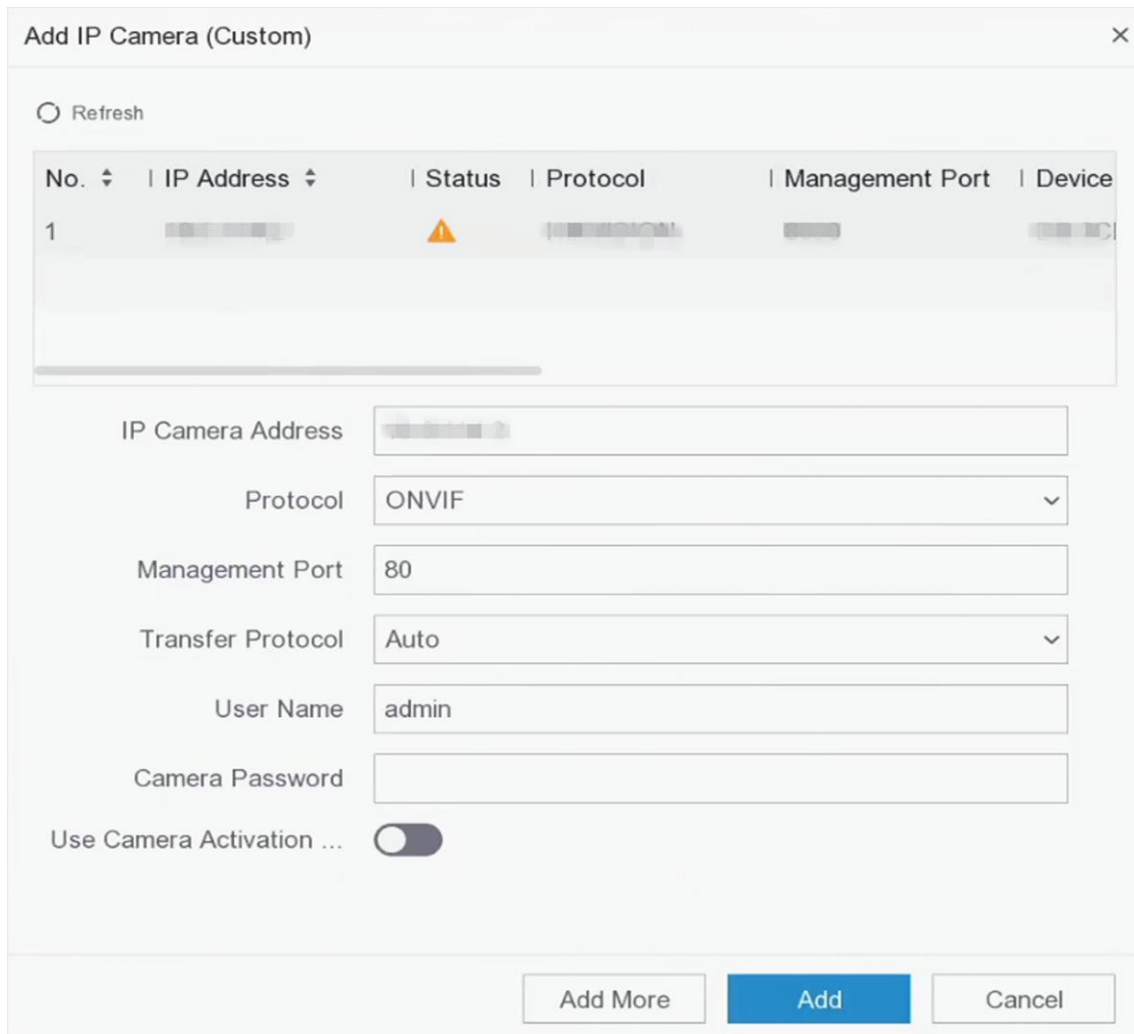 Add IP Camera (Custom)
Refresh
No. IP Address Status Protocol Management Port Device
1
IP Camera Address
Protocol ONVIF
Management Port 80
Transfer Protocol Auto
User Name admin
Camera Password
Use Camera Activation ...
Add More Add Cancel